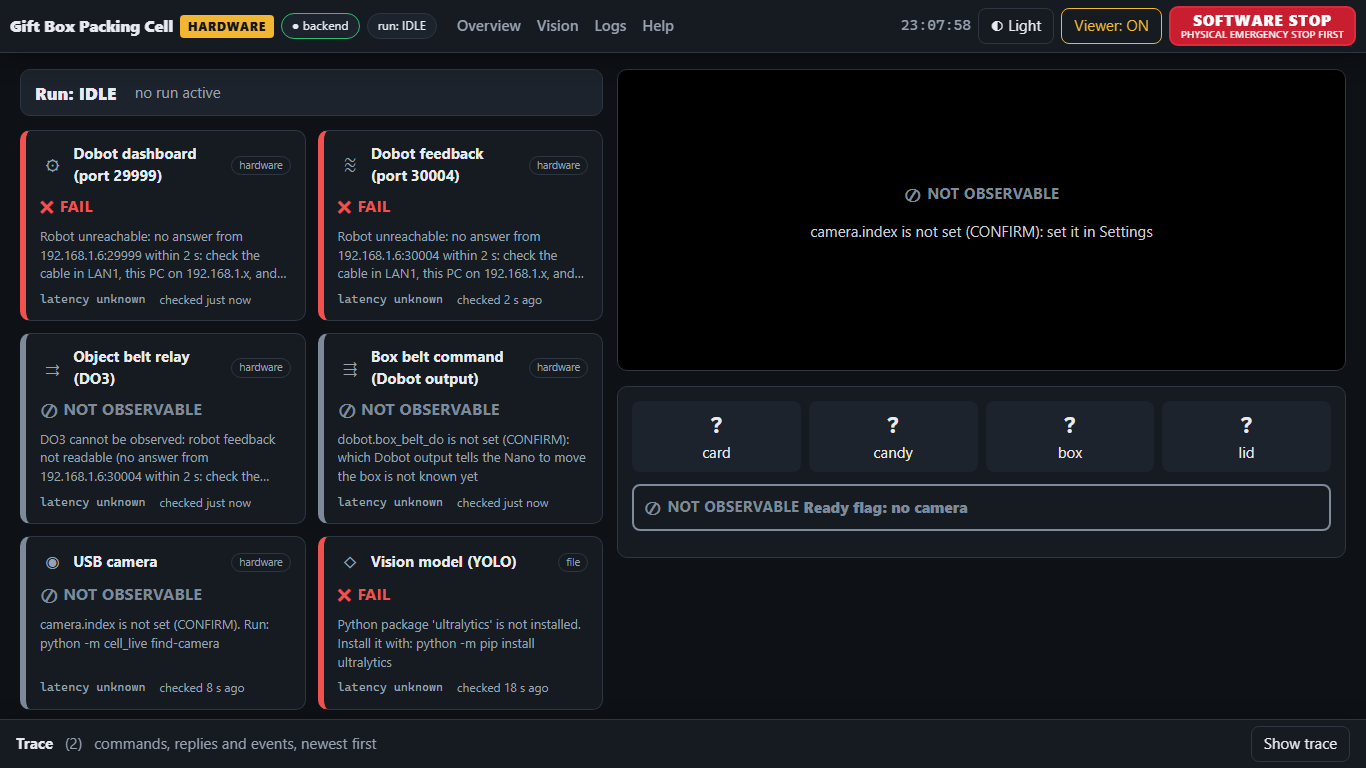 Gift Box Packing Cell HARDWARE backend run: IDLE Overview Vision Logs Help 23:07:58 Light Viewer: ON SOFTWARE STOP
PHYSICAL EMERGENCY STOP FIRST
Run: IDLE no run active
Dobot dashboard
(port 29999)
hardware
FAIL
Robot unreachable: no answer from
192.168.1.6:29999 within 2 s: check the
cable in LAN1, this PC on 192.168.1.x, and...
latency unknown checked just now
Dobot feedback
(port 30004)
hardware
FAIL
Robot unreachable: no answer from
192.168.1.6:30004 within 2 s: check the
cable in LAN1, this PC on 192.168.1.x, and...
latency unknown checked 2 s ago
Object belt relay
(DO3)
hardware
NOT OBSERVABLE
DO3 cannot be observed: robot feedback
not readable (no answer from
192.168.1.6:30004 within 2 s: check the...
latency unknown checked just now
Box belt command
(Dobot output)
hardware
NOT OBSERVABLE
dobot.box_belt_do is not set (CONFIRM):
which Dobot output tells the Nano to move
the box is not known yet
latency unknown checked just now
USB camera
hardware
NOT OBSERVABLE
camera.index is not set (CONFIRM). Run:
python -m cell_live find-camera
latency unknown checked 8 s ago
Vision model (YOLO)
file
FAIL
Python package 'ultralytics' is not installed.
Install it with: python -m pip install
ultralytics
latency unknown checked 18 s ago
NOT OBSERVABLE
camera.index is not set (CONFIRM): set it in Settings
? ? ? ?
card candy box lid
NOT OBSERVABLE Ready flag: no camera
Trace (2) commands, replies and events, newest first Show trace